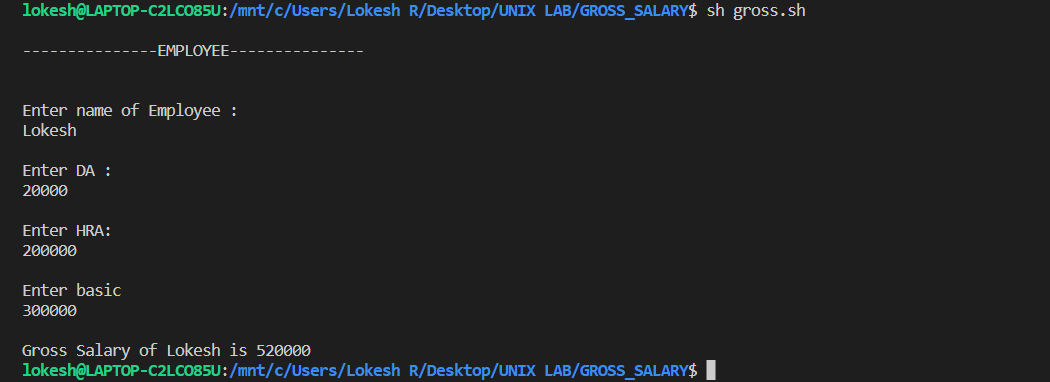 lokesh@LAPTOP-C2LCO85U:/mnt/c/Users/Lokesh R/Desktop/UNIX LAB/GROSS_SALARY$ sh gross.sh
---------------EMPLOYEE---------------
Enter name of Employee :
Lokesh
Enter DA :
20000
Enter HRA:
200000
Enter basic
300000
Gross Salary of Lokesh is 520000
lokesh@LAPTOP-C2LCO85U:/mnt/c/Users/Lokesh R/Desktop/UNIX LAB/GROSS_SALARY$